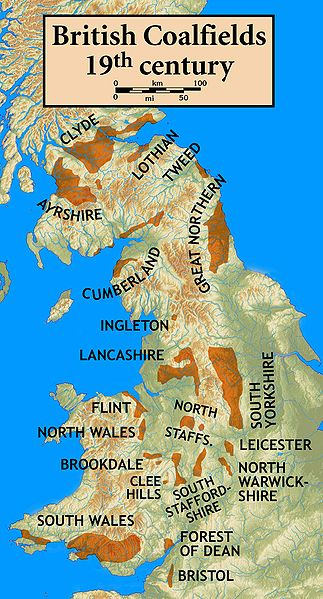 British Coalfields
19th century
0 km 100
0 mi 50
CLYDE
LOTHIAN
TWEED
AYRSHIRE
GREAT NORTHERN
CUMBERLAND
INGLETON
LANCASHIRE
SOUTH
YORKSHIRE
FLINT
NORTH
STAFFS.
NORTH WALES
LEICESTER
BROOKDALE
NORTH
WARWICK-
SHIRE
CLEE
HILLS
SOUTH
STAFFORD-
SHIRE
SOUTH WALES
FOREST
OF DEAN
BRISTOL